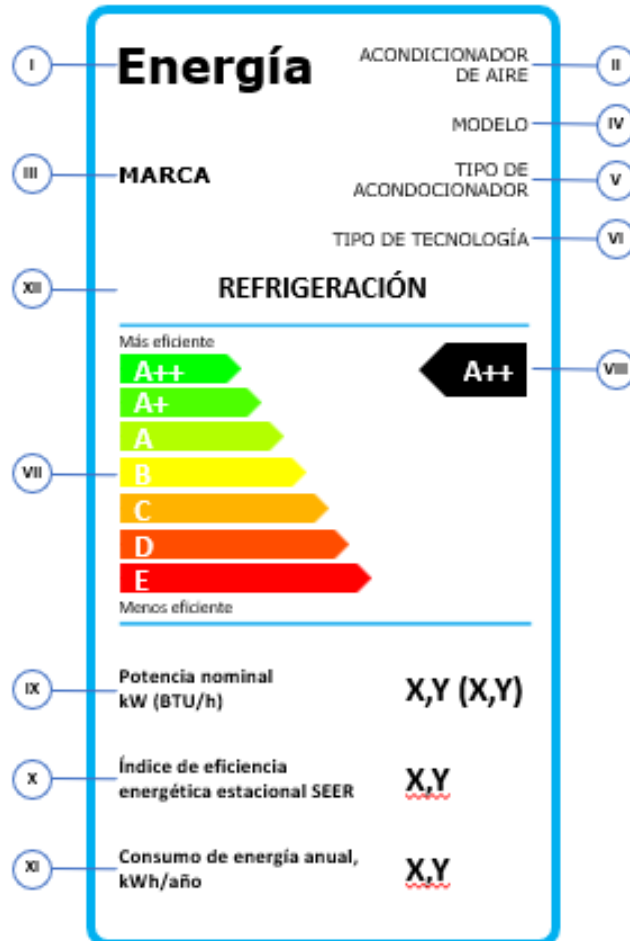 I
Energía
ACONDICIONADOR
DE AIRE
II
MODELO
IV
III
MARCA
TIPO DE
ACONDOCIONADOR
V
TIPO DE TECNOLOGÍA
VI
XII
REFRIGERACIÓN
Más eficiente
A++
A++
VIII
A+
A
VII
B
C
D
E
Menos eficiente
IX
Potencia nominal
kW (BTU/h)
X,Y (X,Y)
X
Índice de eficiencia
energética estacional SEER
X,Y
XI
Consumo de energía anual,
kWh/año
X,Y